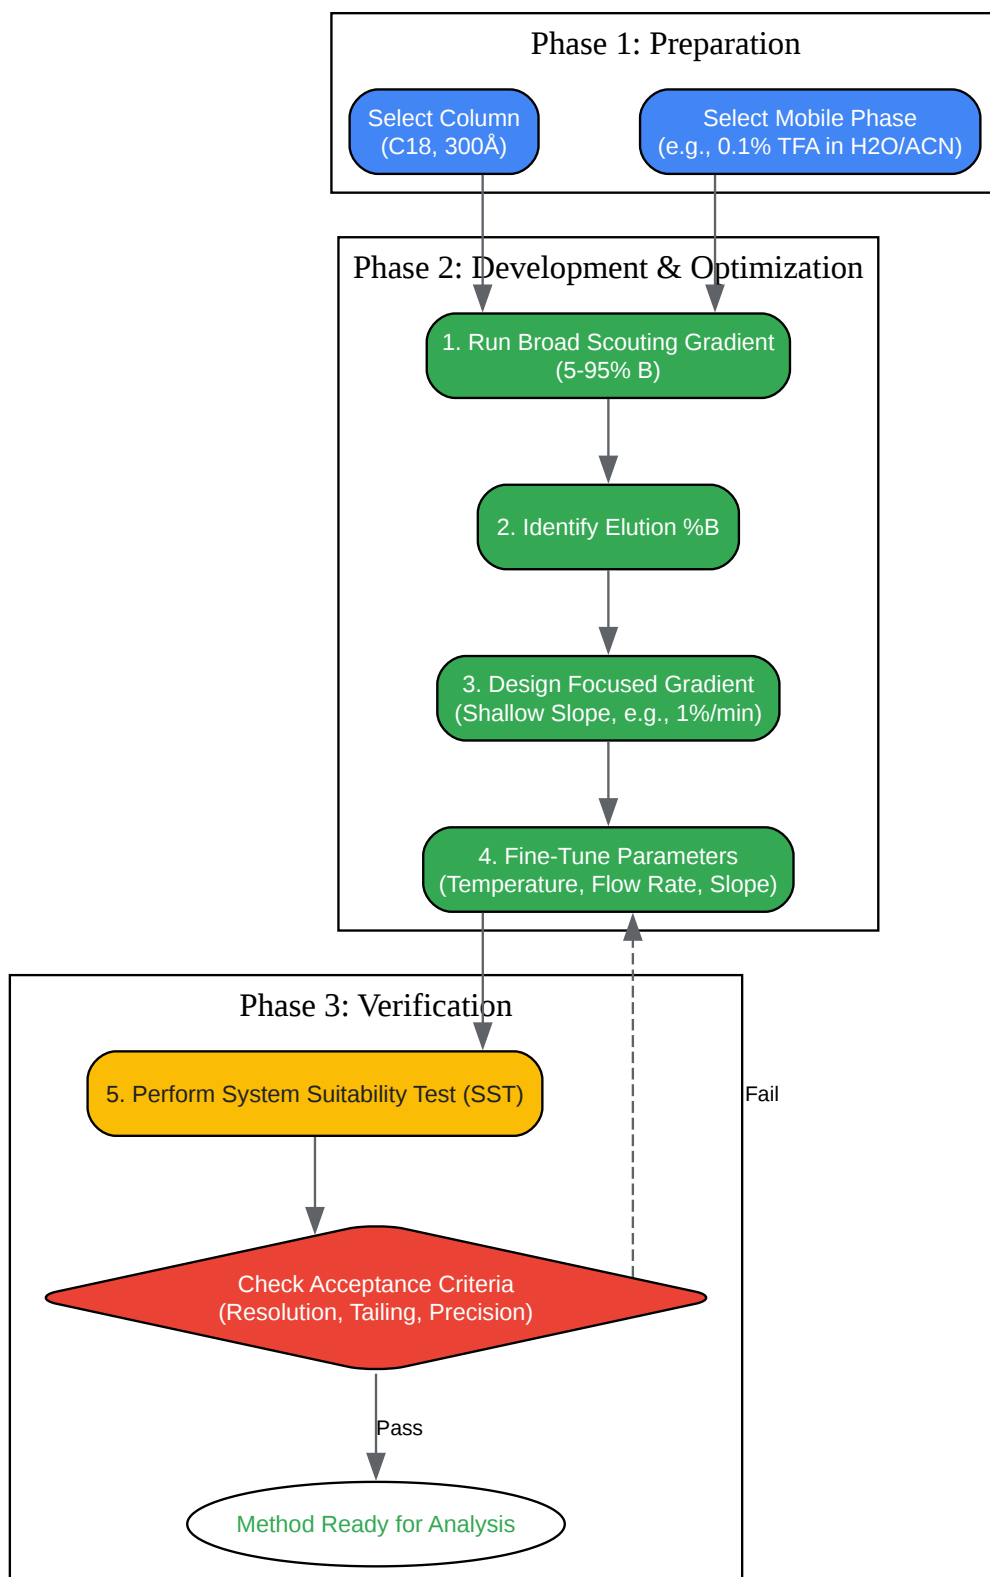 Phase 1: Preparation
Select Column
(C18, 300Å)
Select Mobile Phase
(e.g., 0.1% TFA in H2O/ACN)
Phase 2: Development & Optimization
1. Run Broad Scouting Gradient
(5-95% B)
2. Identify Elution %B
3. Design Focused Gradient
(Shallow Slope, e.g., 1%/min)
4. Fine-Tune Parameters
(Temperature, Flow Rate, Slope)
Phase 3: Verification
5. Perform System Suitability Test (SST)
Fail
Check Acceptance Criteria
(Resolution, Tailing, Precision)
Pass
Method Ready for Analysis